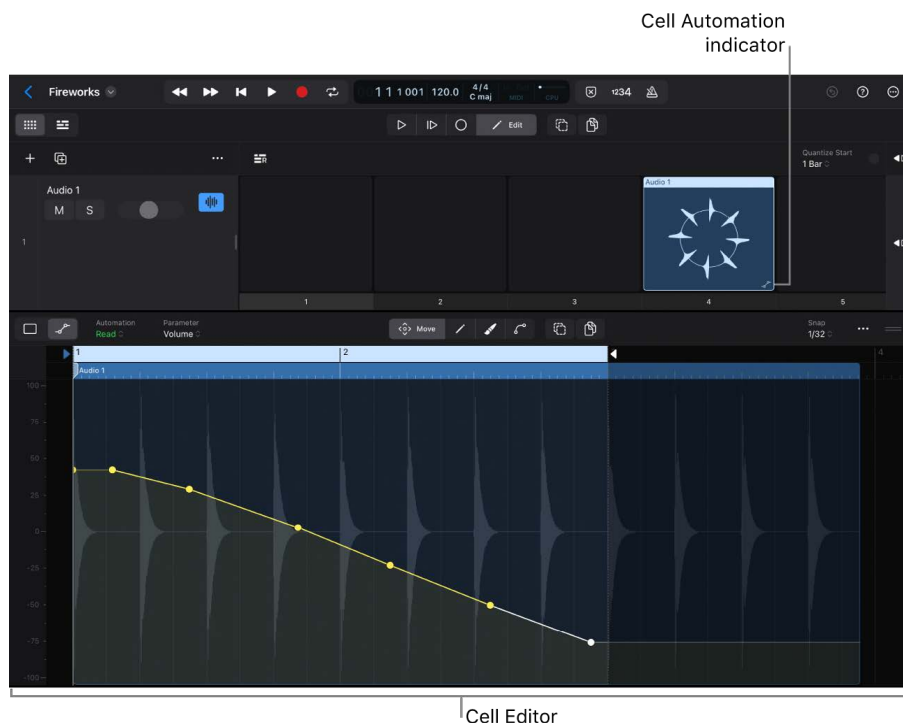 Cell Automation
indicator
Fireworks
1 1 1 001 120.0 4/4 C maj MIDI CPU
1234
Edit
Quantize Start
1 Bar
Audio 1
M S
Audio 1
1
1 2 3 4 5
Automation
Read
Parameter
Volume
Move
Snap
1/32
1 2 4
Audio 1
100
75
50
25
0
-25
-50
-75
-100
Cell Editor